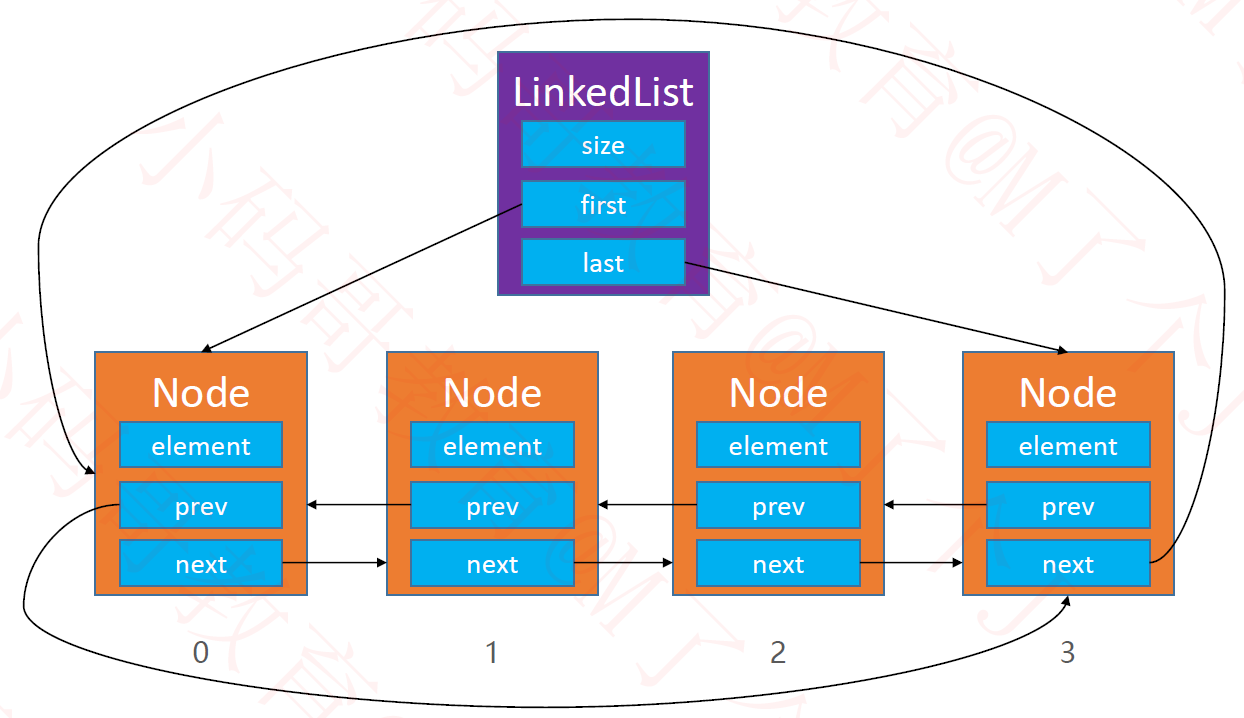 LinkedList
size
first
last
Node Node Node Node
element element element element
prev prev prev prev
next next next next
0 1 2 3
小码哥教育@M了个J